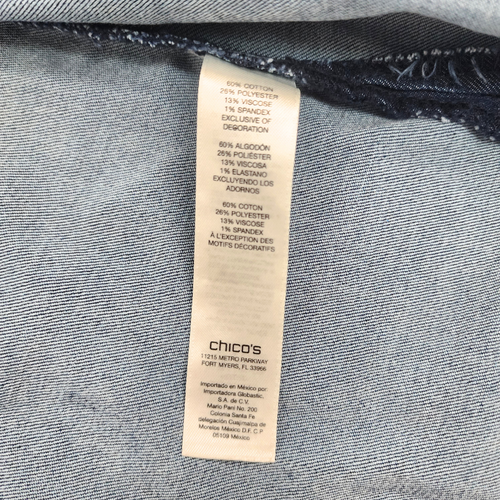 60% COTTON
26% POLYESTER
13% VISCOSE
1% SPANDEX
EXCLUSIVE OF
DECORATION
60% ALGODÓN
26% POLIÉSTER
13% VISCOSA
1% ELASTANO
EXCLUYENDO LOS
ADORNOS
60% COTON
26% POLYESTER
13% VISCOSE
1% SPANDEX
À L'EXCEPTION DES
MOTIFS DÉCORATIFS
chico's
11215 METRO PARKWAY
FORT MYERS, FL 33966
Importado en México por:
Importadora Globastic,
S.A. de C.V.
Mario Pani No. 200
Colonia Santa Fe
delegación Cuajimalpa de
Morelos México D.F. C.P
05109 México